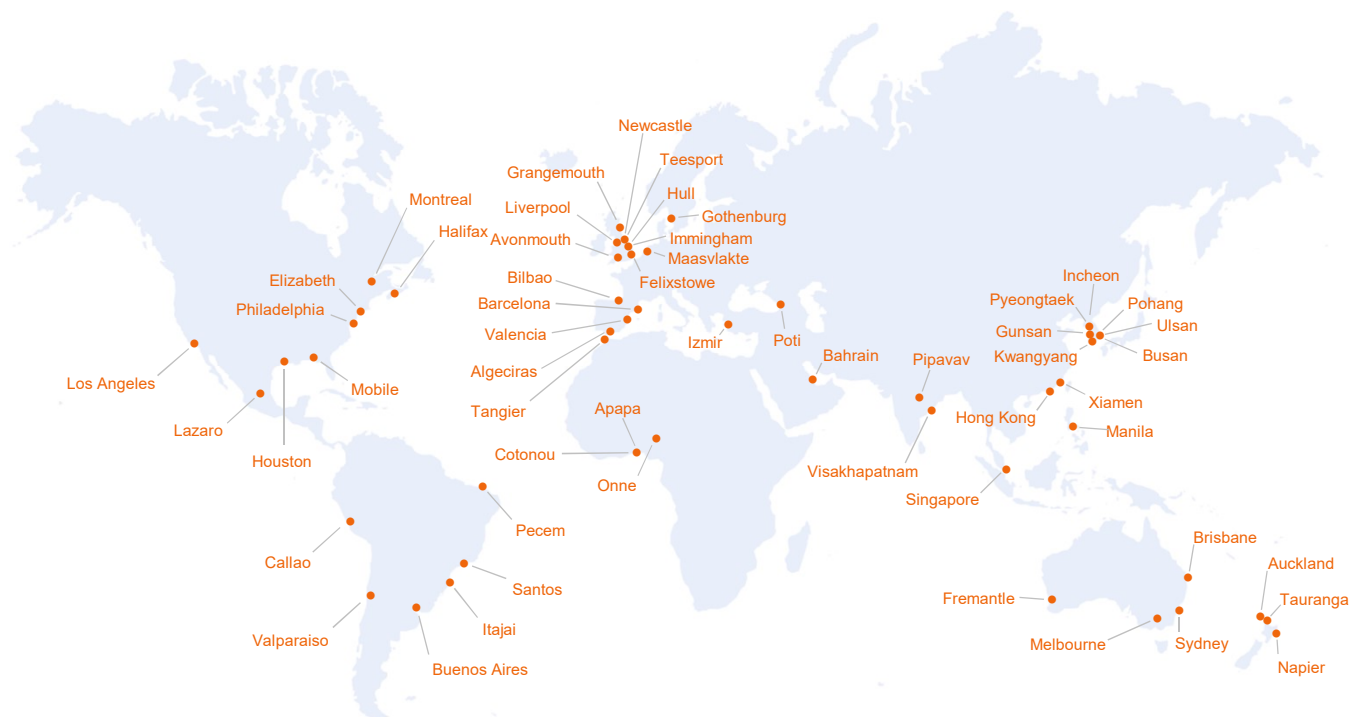 Newcastle
Teesport
Grangemouth
Hull
Montreal
Liverpool
Gothenburg
Halifax
Avonmouth
Immingham
Maasvlakte
Elizabeth
Bilbao
Felixstowe
Incheon
Philadelphia
Barcelona
Pyeongtaek
Pohang
Valencia
Gunsan
Ulsan
Izmir
Poti
Kwangyang
Busan
Bahrain
Pipavav
Los Angeles
Algeciras
Mobile
Tangier
Apapa
Hong Kong
Xiamen
Lazaro
Manila
Houston
Cotonou
Visakhapatnam
Onne
Singapore
Pecem
Brisbane
Callao
Auckland
Santos
Fremantle
Tauranga
Itajai
Valparaiso
Melbourne
Sydney
Buenos Aires
Napier